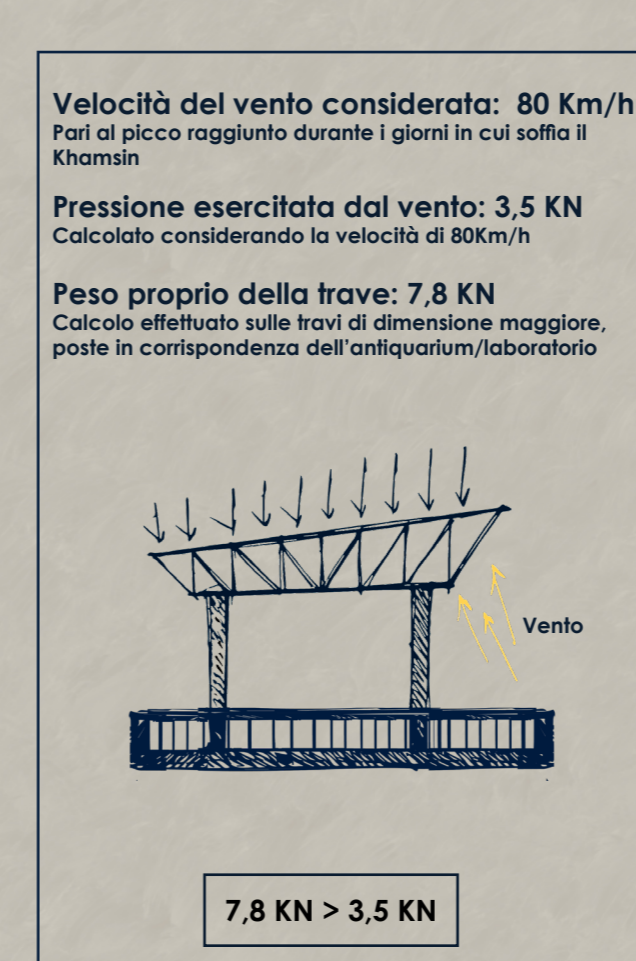 Velocità del vento considerata: 80 Km/h
Pari al picco raggiunto durante i giorni in cui soffia il
Khamsin
Pressione esercitata dal vento: 3,5 KN
Calcolato considerando la velocità di 80Km/h
Peso proprio della trave: 7,8 KN
Calcolo effettuato sulle travi di dimensione maggiore,
poste in corrispondenza dell'antiquarium/laboratorio
Vento
7,8 KN > 3,5 KN